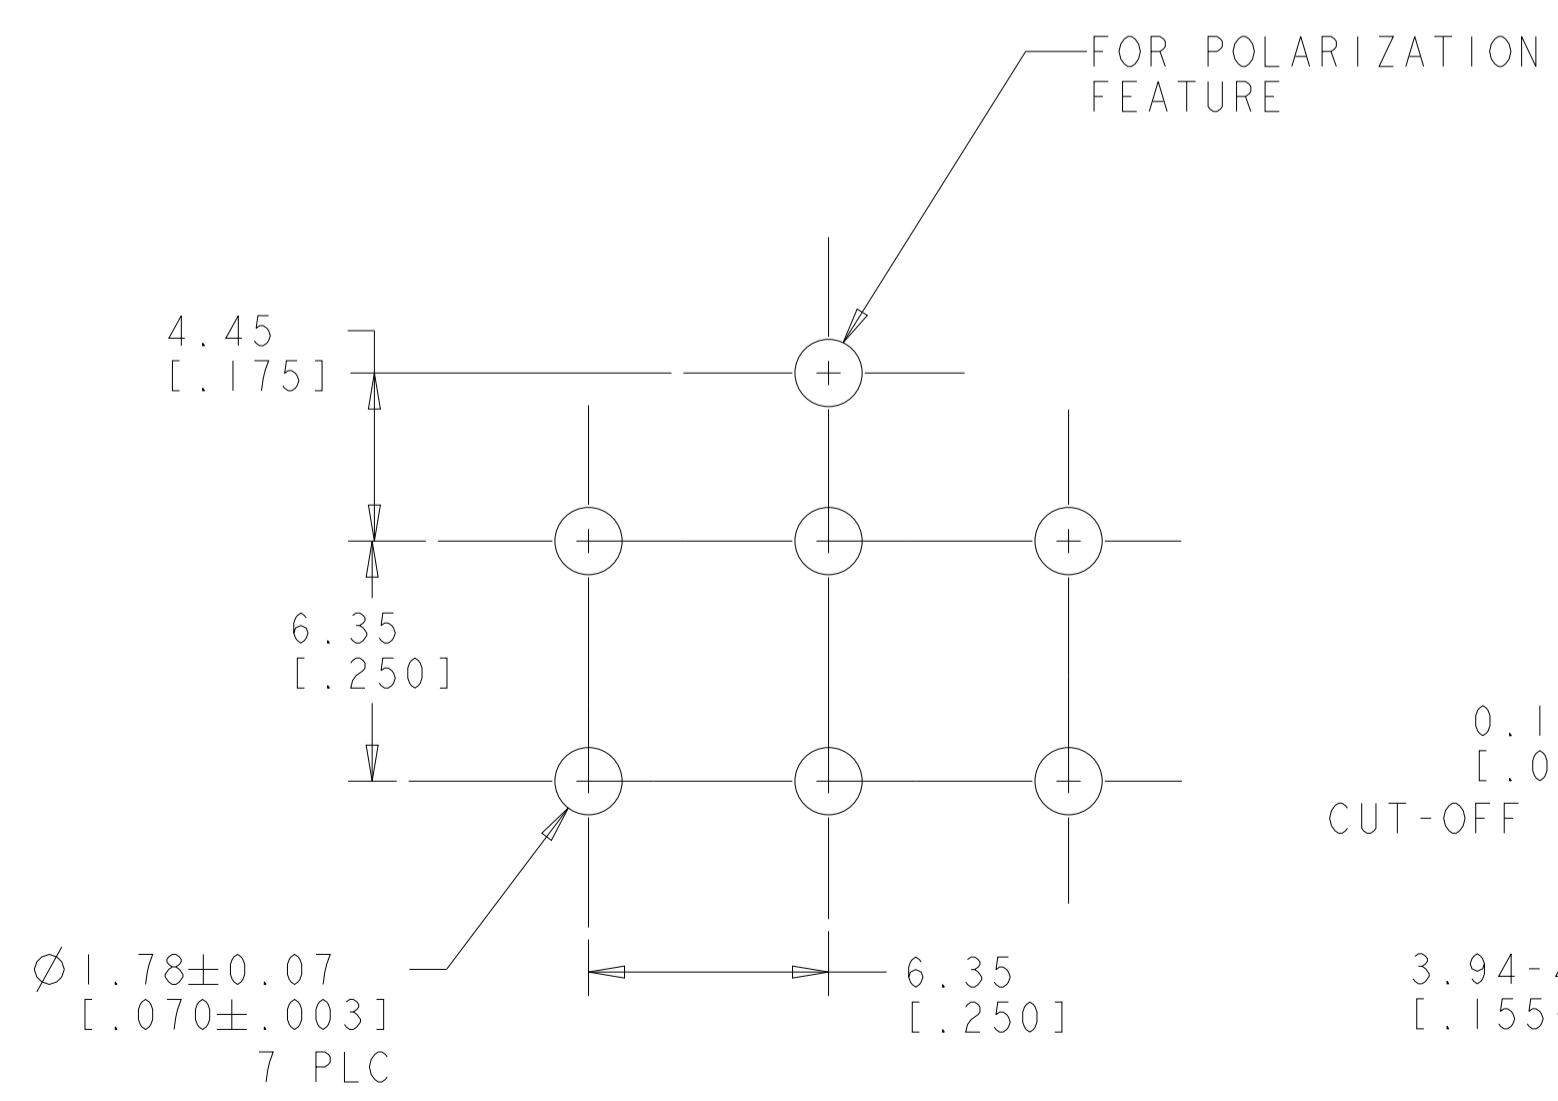 FOR POLARIZATION
FEATURE
4.45
[.175]
6.35
[.250]
0.1
[.0
CUT-OFF
Ø1.78±0.07
[.070±.003]
7 PLC
6.35
[.250]
3.94-
[.155